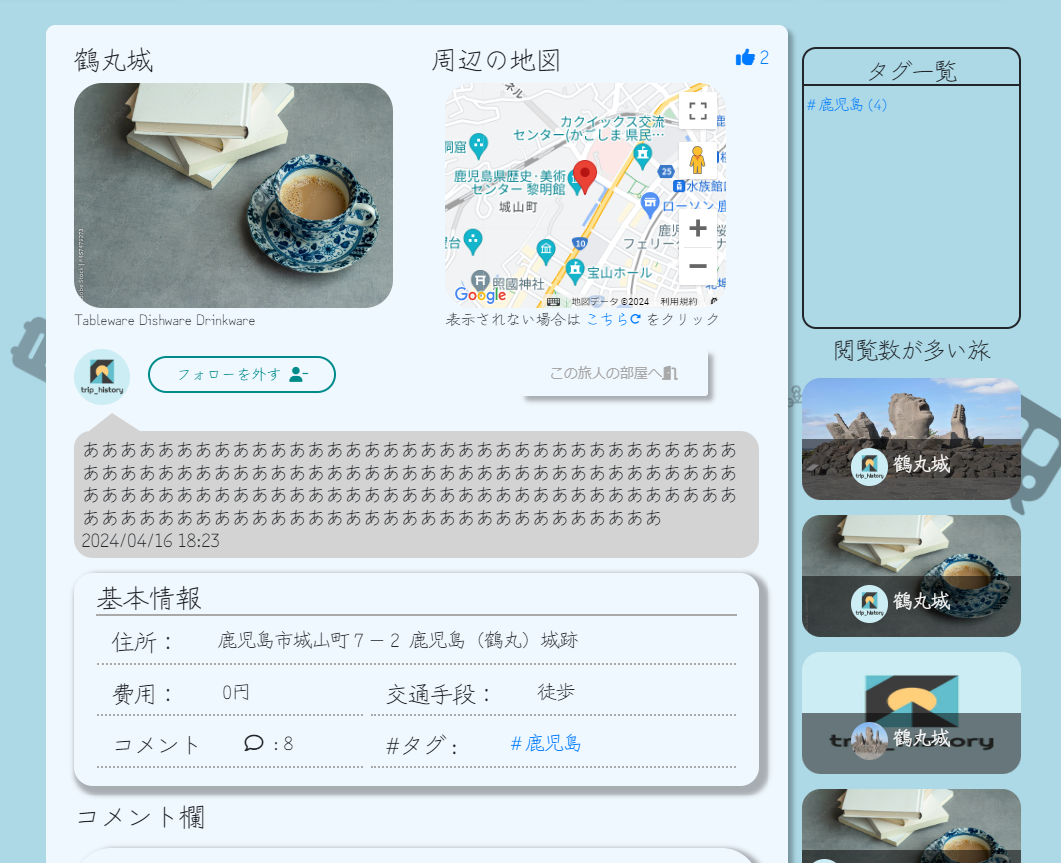 鶴丸城
周辺の地図
2
カクイックス交流
センター(かごしま県民…
鹿児島県歴史・美術
センター 黎明館
城山町
25
水族館
ローソン 鹿
フェリー
10
宝山ホール
照國神社
Google
地図データ ©2024 利用規約
Tableware Dishware Drinkware
表示されない場合は こちら をクリック
trip_history
フォローを外す
この旅人の部屋へ
あああああああああああああああああああああああああああああああああああ
あああああああああああああああああああああああああああああああああああ
あああああああああああああああああああああああああああああああああああ
あああああああああああああああああああああああああああああああ
2024/04/16 18:23
基本情報
住所： 鹿児島市城山町７－２ 鹿児島（鶴丸）城跡
費用： 0円 交通手段： 徒歩
コメント : 8 #タグ： #鹿児島
コメント欄
タグ一覧
#鹿児島 (4)
閲覧数が多い旅
trip_history
鶴丸城
trip_history
鶴丸城
trip_history
鶴丸城